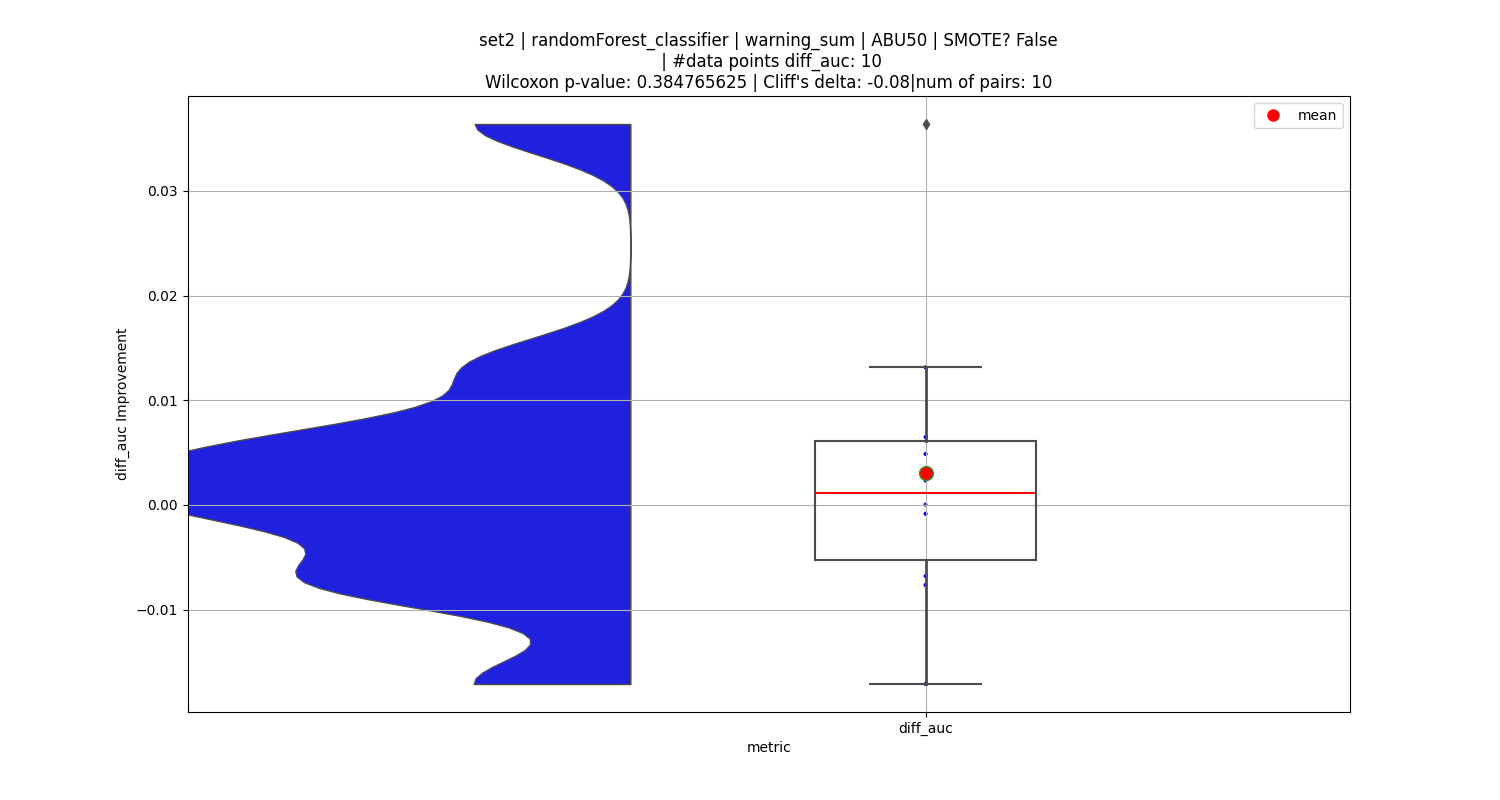 set2 | randomForest_classifier | warning_sum | ABU50 | SMOTE? False
| #data points diff_auc: 10
Wilcoxon p-value: 0.384765625 | Cliff's delta: -0.08|num of pairs: 10
mean
0.03
0.02
0.01
0.00
−0.01
diff_auc Improvement
diff_auc
metric